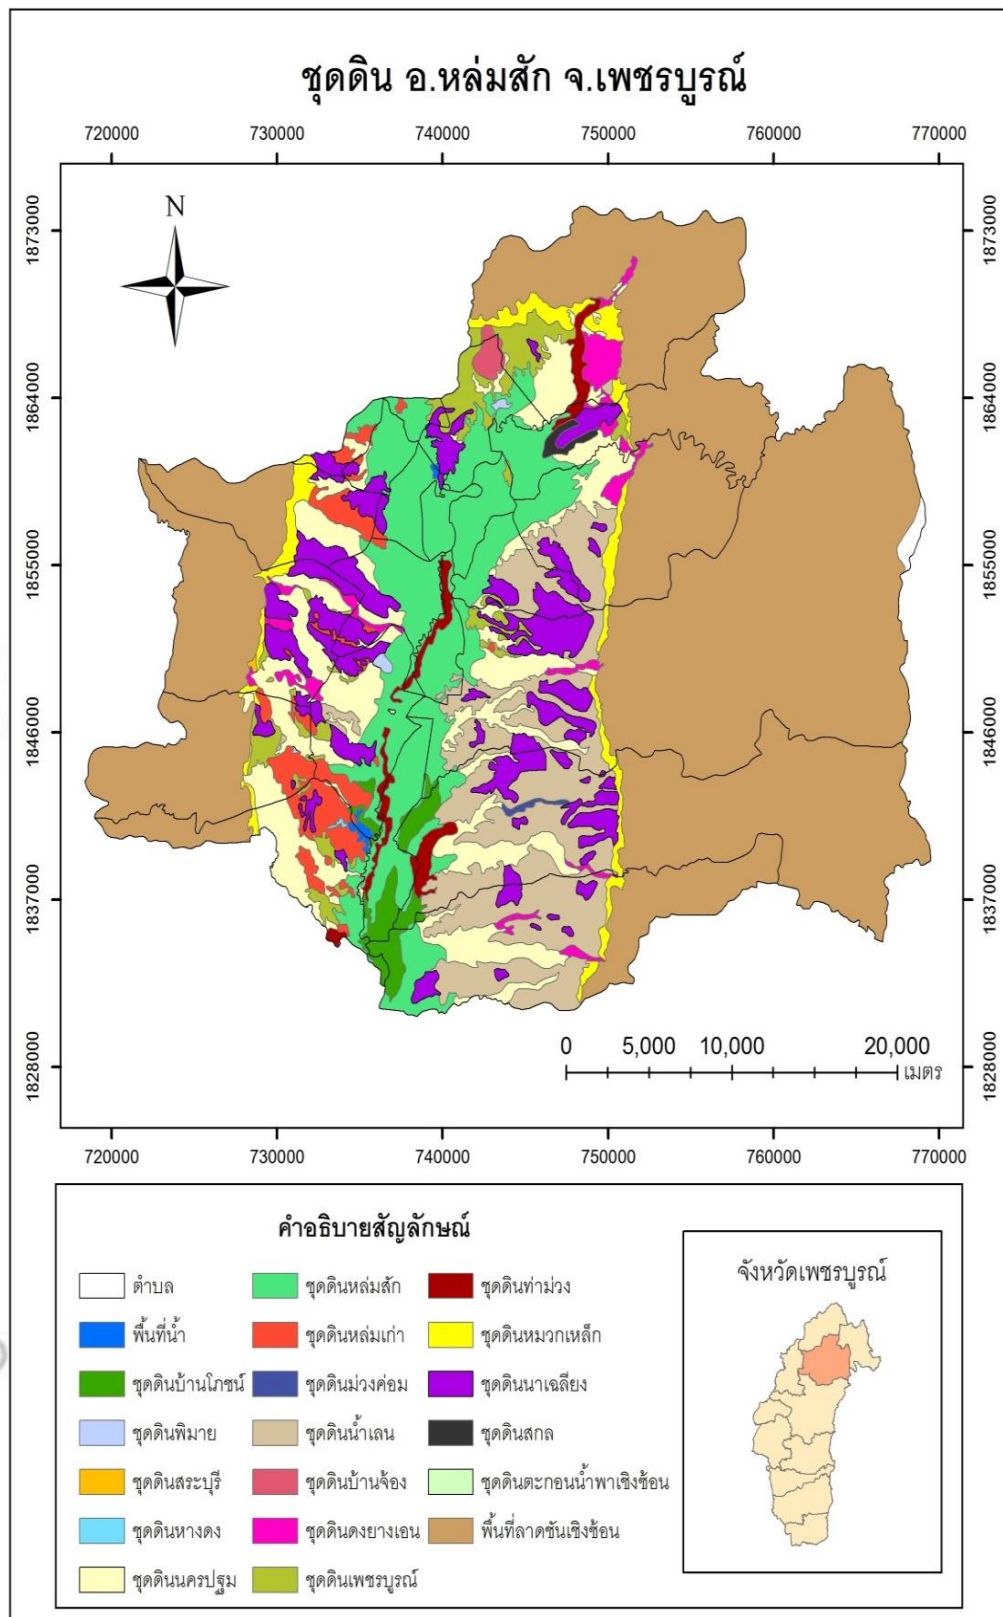 ชุดดิน อ.หล่มสัก จ.เพชรบูรณ์
720000 730000 740000 750000 760000 770000
N
1873000 1873000
1864000 1864000
1855000 1855000
1846000 1846000
1837000 1837000
1828000 1828000
0 5,000 10,000 20,000
เมตร
720000 730000 740000 750000 760000 770000
คำอธิบายสัญลักษณ์
ตำบล ชุดดินหล่มสัก ชุดดินท่าม่วง
พื้นที่น้ำ ชุดดินหล่มเก่า ชุดดินหมวกเหล็ก
ชุดดินบ้านโภชน์ ชุดดินม่วงค่อม ชุดดินนาเฉลียง
ชุดดินพิมาย ชุดดินน้ำเลน ชุดดินสกล
ชุดดินสระบุรี ชุดดินบ้านจ้อง ชุดดินตะกอนน้ำพาเชิงซ้อน
ชุดดินหางดง ชุดดินดงยางเอน พื้นที่ลาดชันเชิงซ้อน
ชุดดินนครปฐม ชุดดินเพชรบูรณ์
จังหวัดเพชรบูรณ์